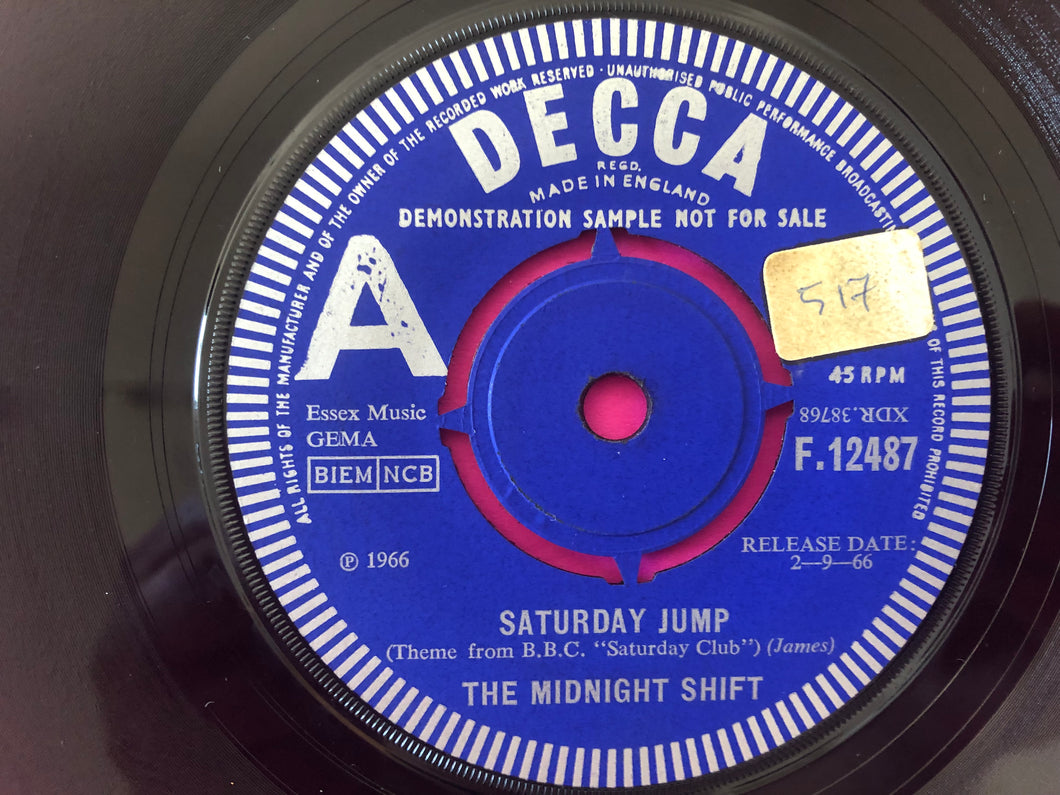 ALL RIGHTS OF THE MANUFACTURER AND OF THE OWNER OF THE RECORDED WORK RESERVED · UNAUTHORISED PUBLIC PERFORMANCE BROADCASTIN
OF THIS RECORD PROHIBITED
DECCA
REGD.
MADE IN ENGLAND
DEMONSTRATION SAMPLE NOT FOR SALE
A
517
45 RPM
XDR.38768
F.12487
Essex Music
GEMA
BIEM NCB
℗ 1966
RELEASE DATE:
2—9—66
SATURDAY JUMP
(Theme from B.B.C. "Saturday Club") (James)
THE MIDNIGHT SHIFT